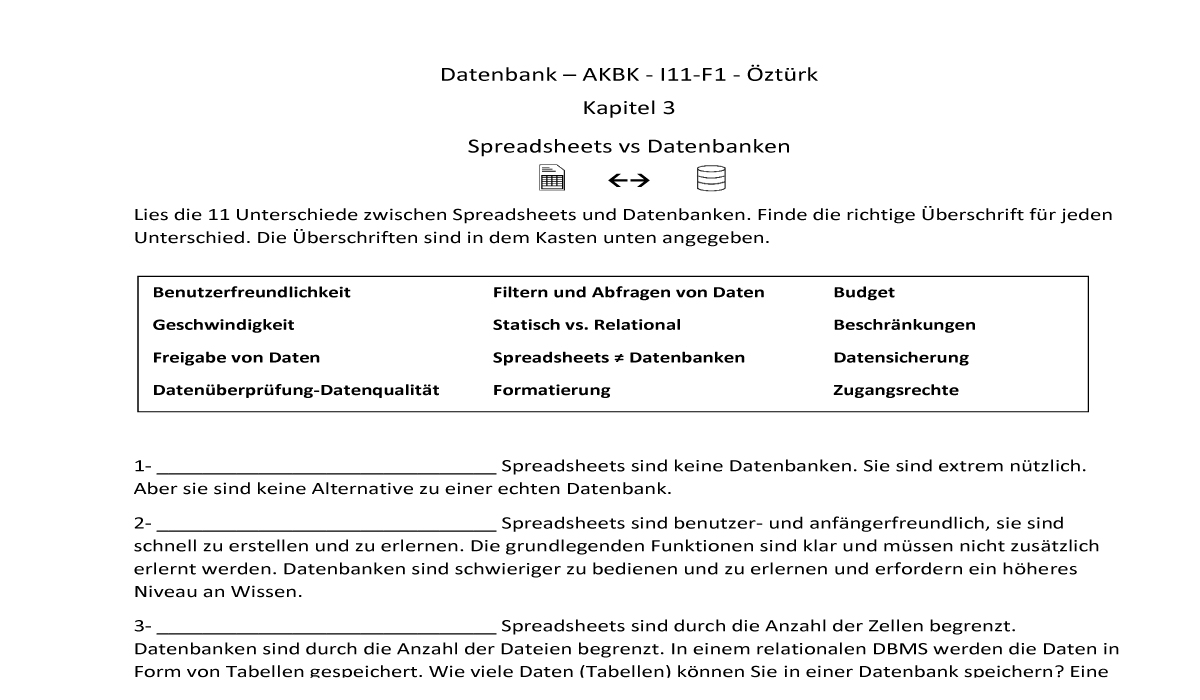 Datenbank – AKBK - I11-F1 - Öztürk
Kapitel 3
Spreadsheets vs Datenbanken
Lies die 11 Unterschiede zwischen Spreadsheets und Datenbanken. Finde die richtige Überschrift für jeden
Unterschied. Die Überschriften sind in dem Kasten unten angegeben.
Benutzerfreundlichkeit Filtern und Abfragen von Daten Budget
Geschwindigkeit Statisch vs. Relational Beschränkungen
Freigabe von Daten Spreadsheets ≠ Datenbanken Datensicherung
Datenüberprüfung-Datenqualität Formatierung Zugangsrechte
1- __________________________________ Spreadsheets sind keine Datenbanken. Sie sind extrem nützlich.
Aber sie sind keine Alternative zu einer echten Datenbank.
2- __________________________________ Spreadsheets sind benutzer- und anfängerfreundlich, sie sind
schnell zu erstellen und zu erlernen. Die grundlegenden Funktionen sind klar und müssen nicht zusätzlich
erlernt werden. Datenbanken sind schwieriger zu bedienen und zu erlernen und erfordern ein höheres
Niveau an Wissen.
3- __________________________________ Spreadsheets sind durch die Anzahl der Zellen begrenzt.
Datenbanken sind durch die Anzahl der Dateien begrenzt. In einem relationalen DBMS werden die Daten in
Form von Tabellen gespeichert. Wie viele Daten (Tabellen) können Sie in einer Datenbank speichern? Eine